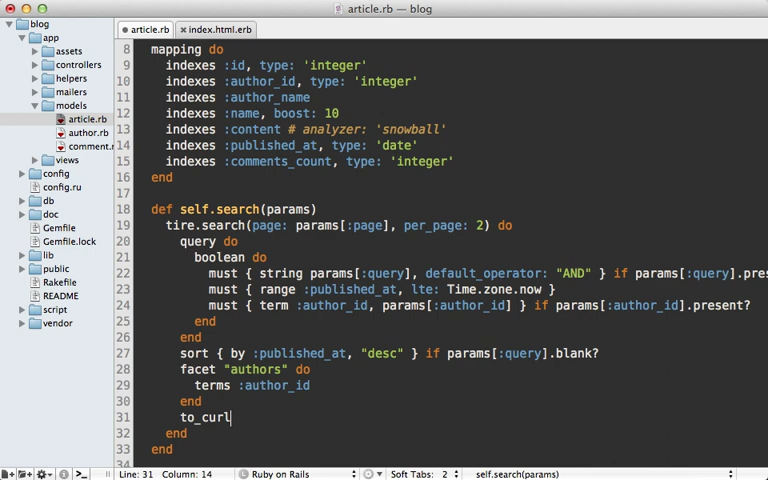 article.rb — blog
blog
app
assets
controllers
helpers
mailers
models
article.rb
author.rb
comment.r
views
config
config.ru
db
doc
Gemfile
Gemfile.lock
lib
public
Rakefile
README
script
vendor
article.rb
index.html.erb
8 mapping do
9 indexes :id, type: 'integer'
10 indexes :author_id, type: 'integer'
11 indexes :author_name
12 indexes :name, boost: 10
13 indexes :content # analyzer: 'snowball'
14 indexes :published_at, type: 'date'
15 indexes :comments_count, type: 'integer'
16 end
17
18 def self.search(params)
19 tire.search(page: params[:page], per_page: 2) do
20 query do
21 boolean do
22 must { string params[:query], default_operator: "AND" } if params[:query].pres
23 must { range :published_at, lte: Time.zone.now }
24 must { term :author_id, params[:author_id] } if params[:author_id].present?
25 end
26 end
27 sort { by :published_at, "desc" } if params[:query].blank?
28 facet "authors" do
29 terms :author_id
30 end
31 to_curl
32 end
33 end
34
Line: 31 Column: 14 Ruby on Rails Soft Tabs: 2 self.search(params)